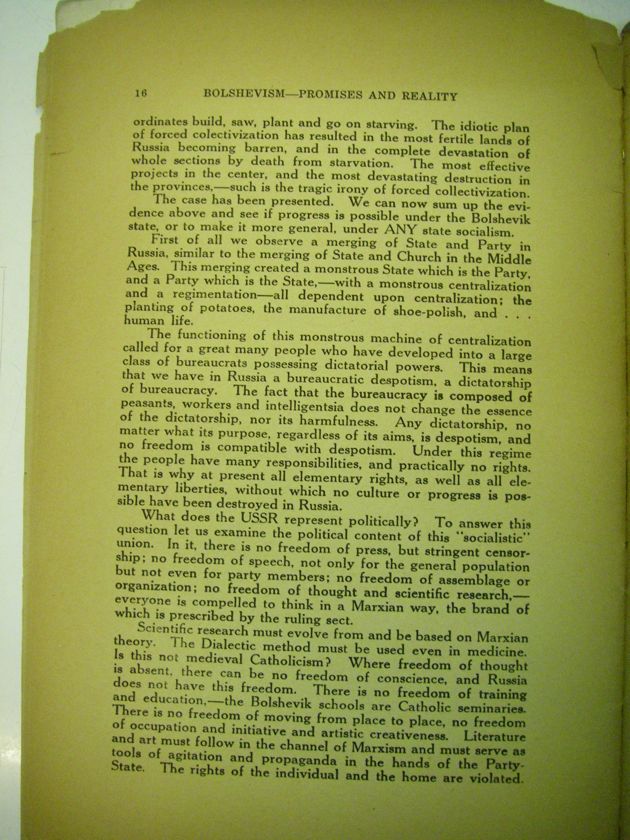 16 BOLSHEVISM—PROMISES AND REALITY
ordinates build, saw, plant and go on starving. The idiotic plan
of forced colectivization has resulted in the most fertile lands of
Russia becoming barren, and in the complete devastation of
whole sections by death from starvation. The most effective
projects in the center, and the most devastating destruction in
the provinces,—such is the tragic irony of forced collectivization.
The case has been presented. We can now sum up the evi-
dence above and see if progress is possible under the Bolshevik
state, or to make it more general, under ANY state socialism.
First of all we observe a merging of State and Party in
Russia, similar to the merging of State and Church in the Middle
Ages. This merging created a monstrous State which is the Party,
and a Party which is the State,—with a monstrous centralization
and a regimentation—all dependent upon centralization; the
planting of potatoes, the manufacture of shoe-polish, and . . .
human life.
The functioning of this monstrous machine of centralization
called for a great many people who have developed into a large
class of bureaucrats possessing dictatorial powers. This means
that we have in Russia a bureaucratic despotism, a dictatorship
of bureaucracy. The fact that the bureaucracy is composed of
peasants, workers and intelligentsia does not change the essence
of the dictatorship, nor its harmfulness. Any dictatorship, no
matter what its purpose, regardless of its aims, is despotism, and
no freedom is compatible with despotism. Under this regime
the people have many responsibilities, and practically no rights.
That is why at present all elementary rights, as well as all ele-
mentary liberties, without which no culture or progress is pos-
sible have been destroyed in Russia.
What does the USSR represent politically? To answer this
question let us examine the political content of this "socialistic"
union. In it, there is no freedom of press, but stringent censor-
ship; no freedom of speech, not only for the general population
but not even for party members; no freedom of assemblage or
organization; no freedom of thought and scientific research,—
everyone is compelled to think in a Marxian way, the brand of
which is prescribed by the ruling sect.
Scientific research must evolve from and be based on Marxian
theory. The Dialectic method must be used even in medicine.
Is this not medieval Catholicism? Where freedom of thought
is absent, there can be no freedom of conscience, and Russia
does not have this freedom. There is no freedom of training
and education,—the Bolshevik schools are Catholic seminaries.
There is no freedom of moving from place to place, no freedom
of occupation and initiative and artistic creativeness. Literature
and art must follow in the channel of Marxism and must serve as
tools of agitation and propaganda in the hands of the Party-
State. The rights of the individual and the home are violated.